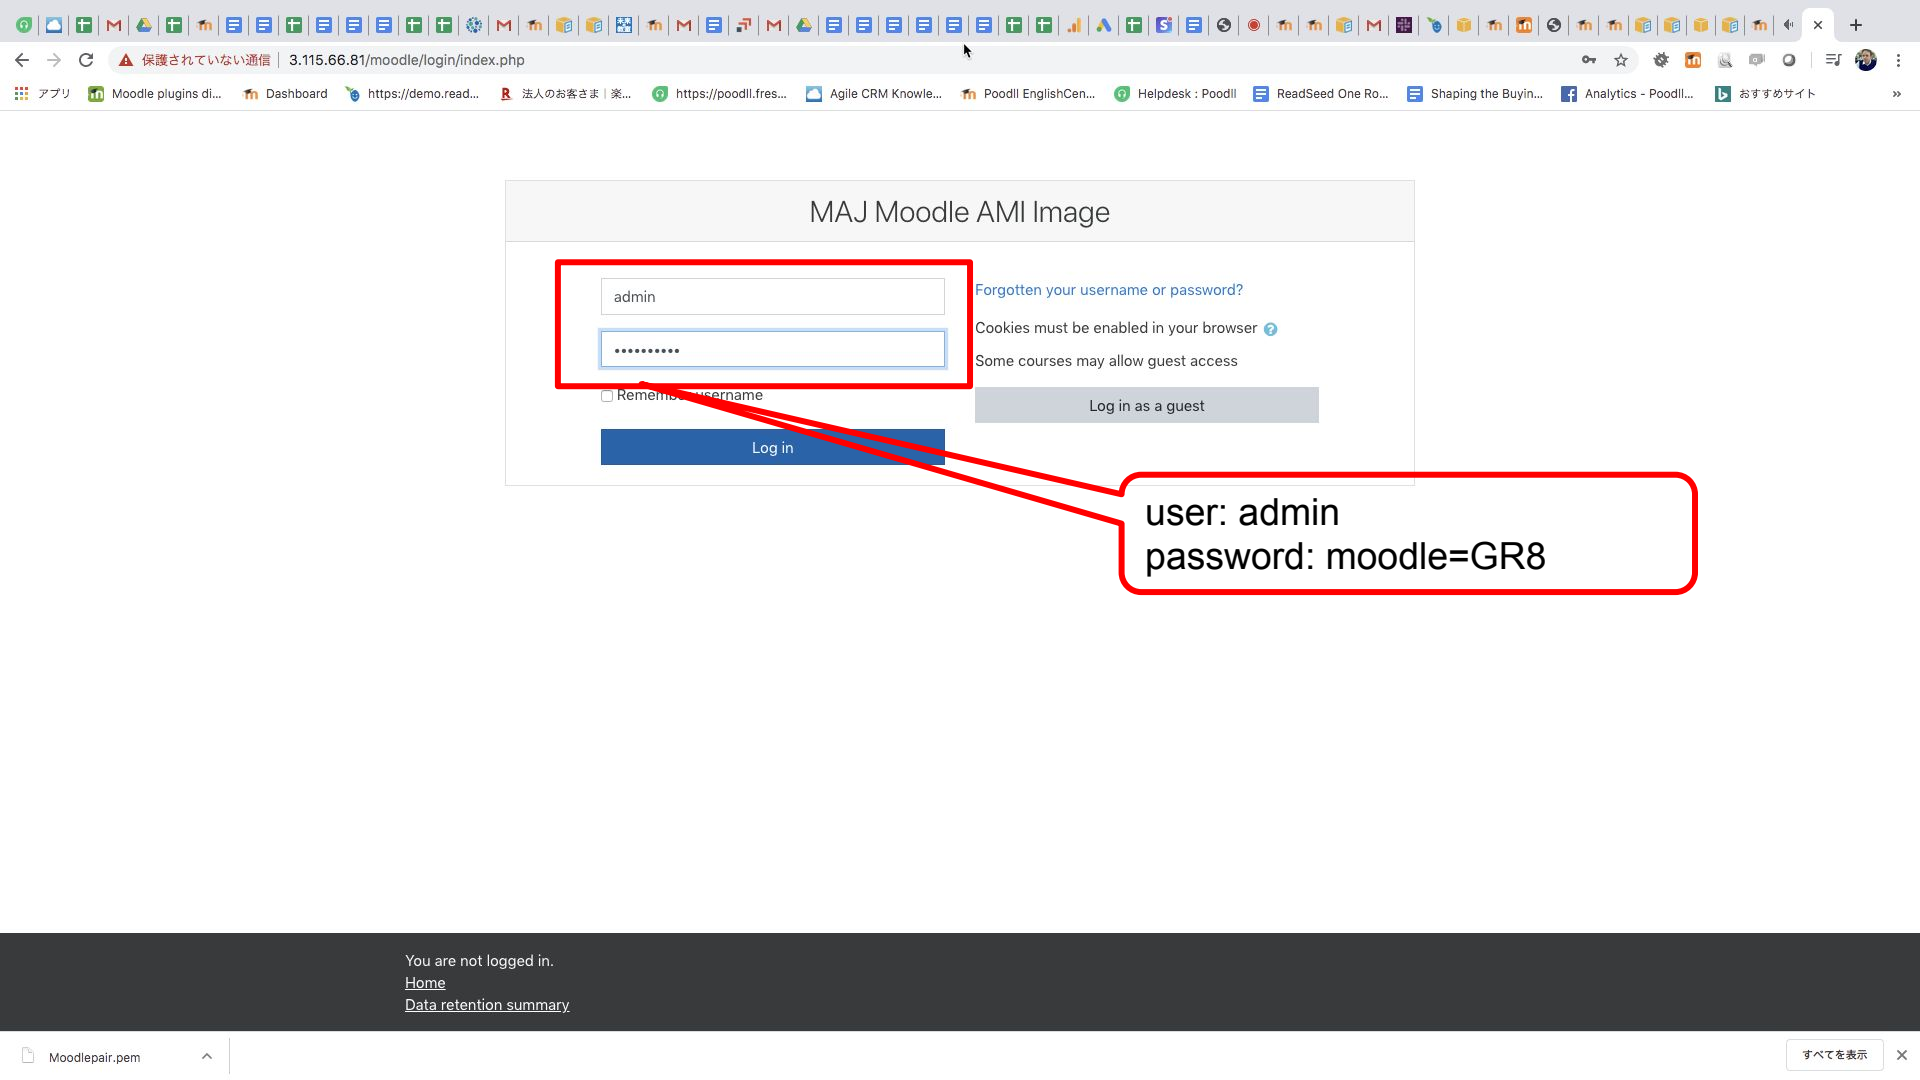 保護されていない通信
3.115.66.81/moodle/login/index.php
アプリ
Moodle plugins di...
Dashboard
https://demo.read...
法人のお客さま | 楽...
https://poodll.fres...
Agile CRM Knowle...
Poodll EnglishCen...
Helpdesk : Poodll
ReadSeed One Ro...
Shaping the Buyin...
Analytics - Poodll...
おすすめサイト
»
MAJ Moodle AMI Image
admin
••••••••••
Remember username
Log in
Forgotten your username or password?
Cookies must be enabled in your browser
Some courses may allow guest access
Log in as a guest
user: admin
password: moodle=GR8
You are not logged in.
Home
Data retention summary
Moodlepair.pem
すべてを表示